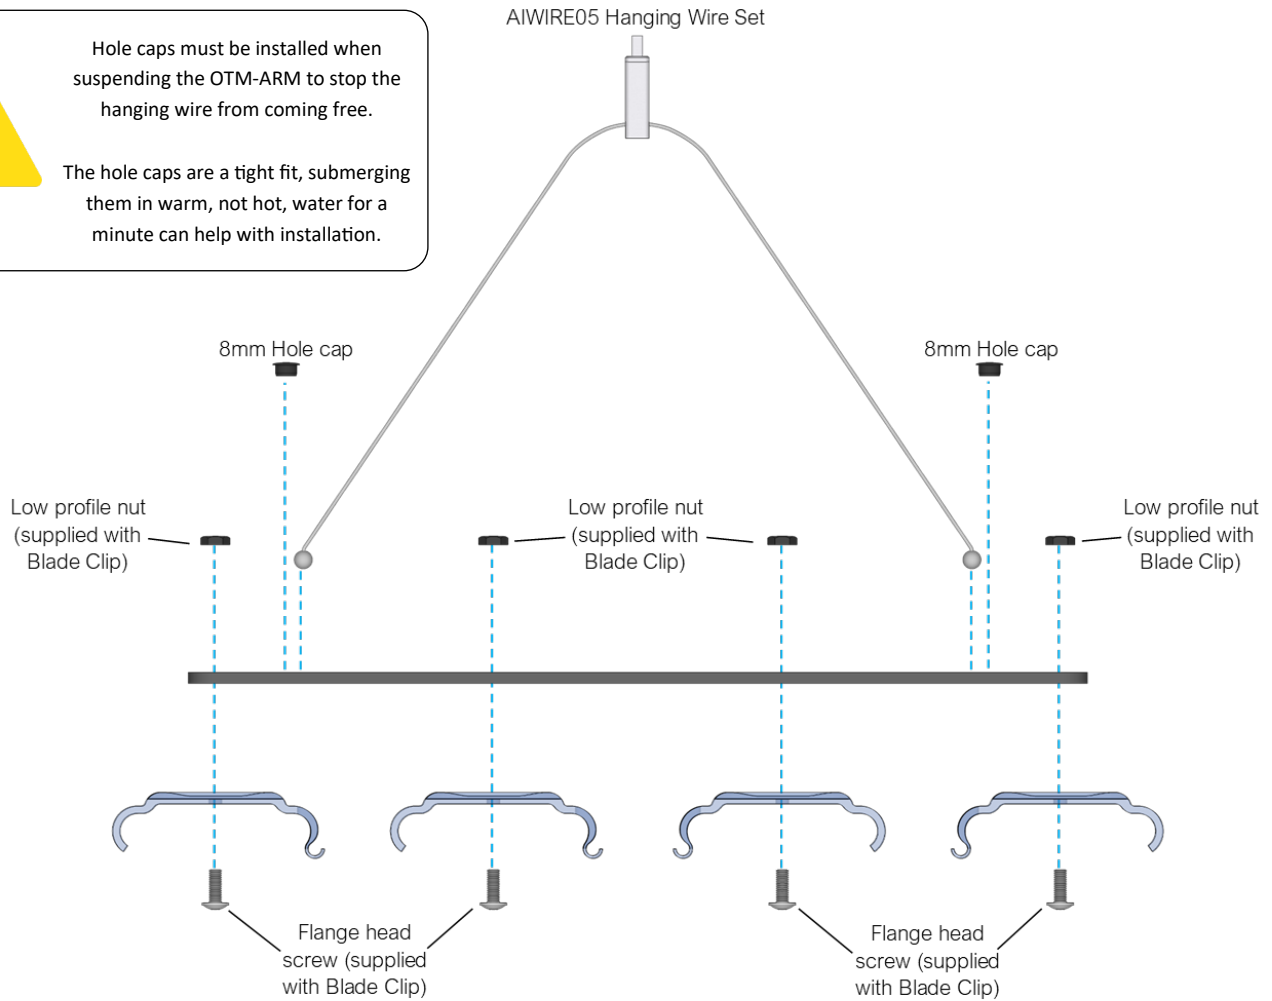 AIWIRE05 Hanging Wire Set
Hole caps must be installed when
suspending the OTM-ARM to stop the
hanging wire from coming free.
The hole caps are a tight fit, submerging
them in warm, not hot, water for a
minute can help with installation.
8mm Hole cap
8mm Hole cap
Low profile nut
(supplied with
Blade Clip)
Low profile nut
(supplied with
Blade Clip)
Low profile nut
(supplied with
Blade Clip)
Flange head
screw (supplied
with Blade Clip)
Flange head
screw (supplied
with Blade Clip)